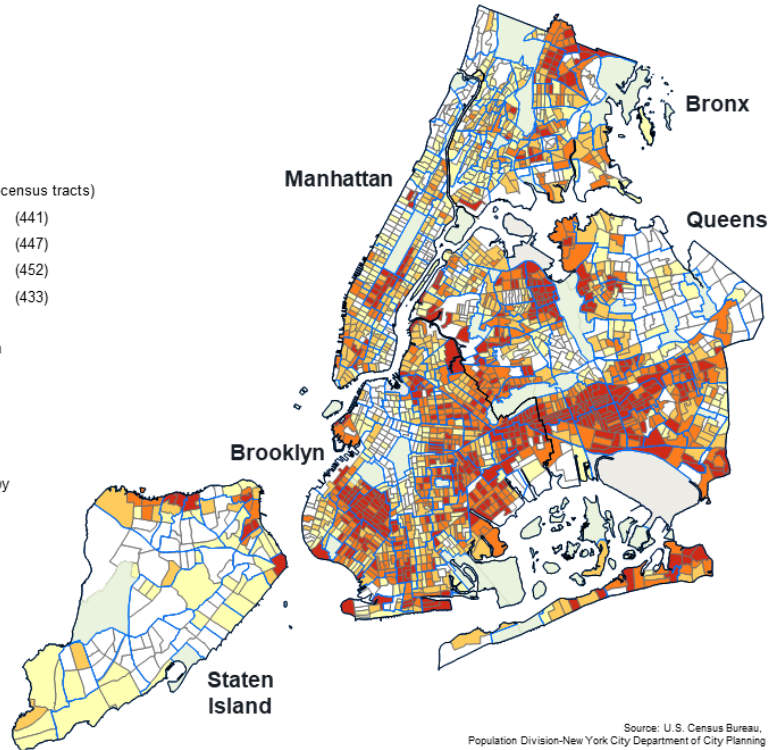 Bronx
Manhattan
census tracts)
(441)
Queens
(447)
(452)
(433)
Brooklyn
by
Staten
Island
Source: U.S. Census Bureau,
Population Division-New York City Department of City Planning